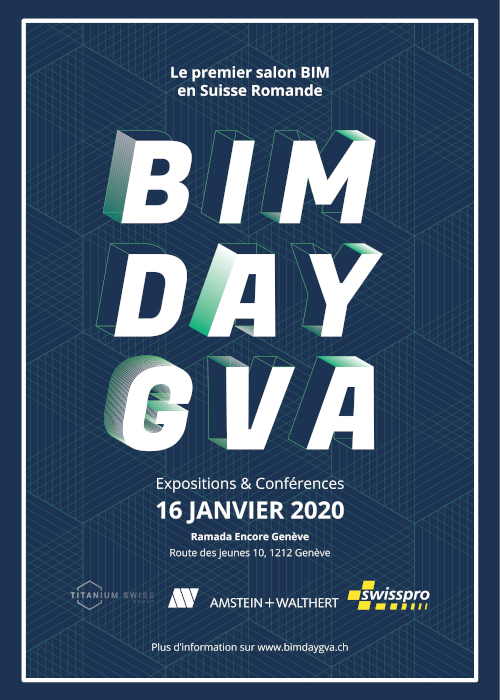 Le premier salon BIM
en Suisse Romande
BIM
DAY
GVA
Expositions & Conférences
16 JANVIER 2020
Ramada Encore Genève
Route des jeunes 10, 1212 Genève
TITANIUM SWISS
AMSTEIN+WALTHERT
swisspro
Plus d'information sur www.bimdaygva.ch